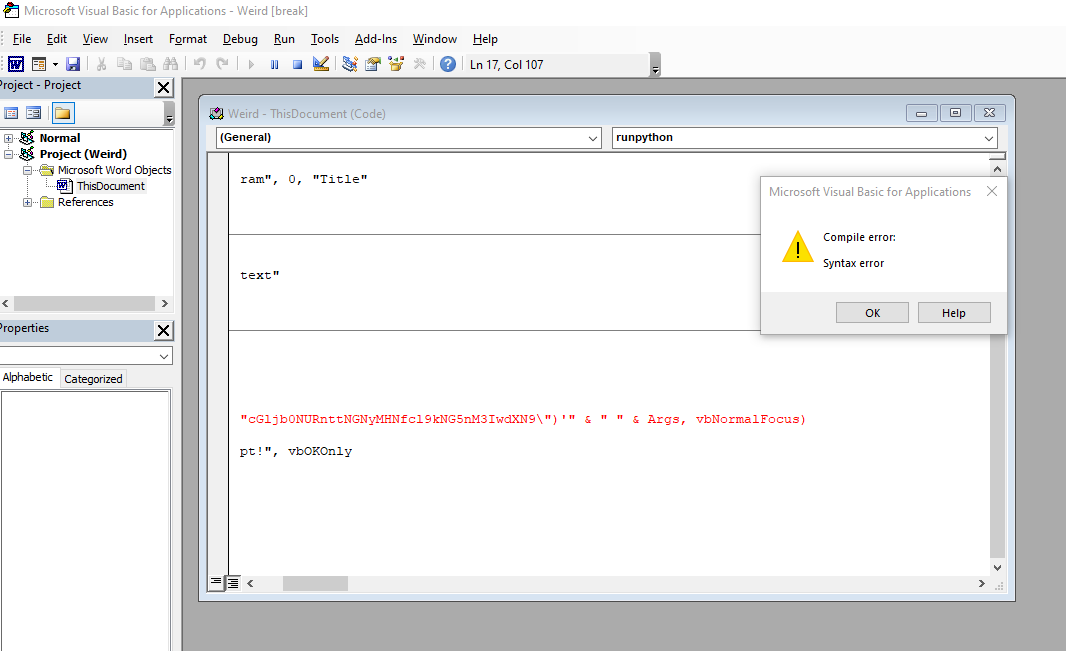 Microsoft Visual Basic for Applications - Weird [break]
File Edit View Insert Format Debug Run Tools Add-Ins Window Help
Ln 17, Col 107
Project - Project
Weird - ThisDocument (Code)
(General)
runpython
Normal
Project (Weird)
Microsoft Word Objects
ThisDocument
References
ram", 0, "Title"
text"
"cGljb0NURnttNGNyMHNfcl9kNG5nM3IwdXN9\")'" & " " & Args, vbNormalFocus)
pt!", vbOKOnly
Microsoft Visual Basic for Applications
Compile error:
Syntax error
OK
Help
Properties
Alphabetic
Categorized